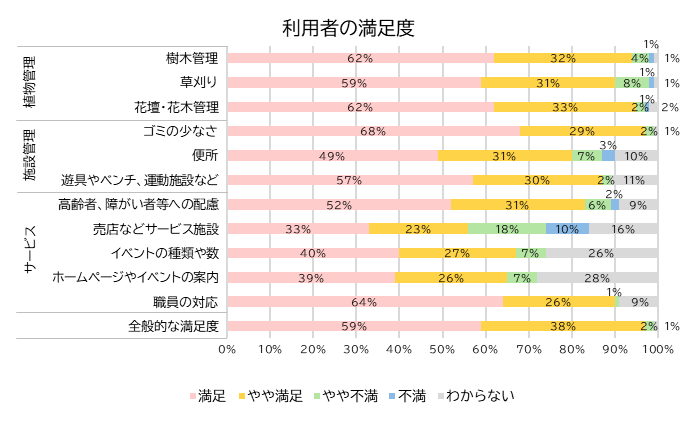 利用者の満足度
植物管理
樹木管理 62% 32% 4% 1% 1%
草刈り 59% 31% 8% 1% 1%
花壇・花木管理 62% 33% 2% 1% 2%
施設管理
ゴミの少なさ 68% 29% 2% 1%
便所 49% 31% 7% 3% 10%
遊具やベンチ、運動施設など 57% 30% 2% 11%
サービス
高齢者、障がい者等への配慮 52% 31% 6% 2% 9%
売店などサービス施設 33% 23% 18% 10% 16%
イベントの種類や数 40% 27% 7% 26%
ホームページやイベントの案内 39% 26% 7% 28%
職員の対応 64% 26% 1% 9%
全般的な満足度 59% 38% 2% 1%
0% 10% 20% 30% 40% 50% 60% 70% 80% 90% 100%
満足 やや満足 やや不満 不満 わからない